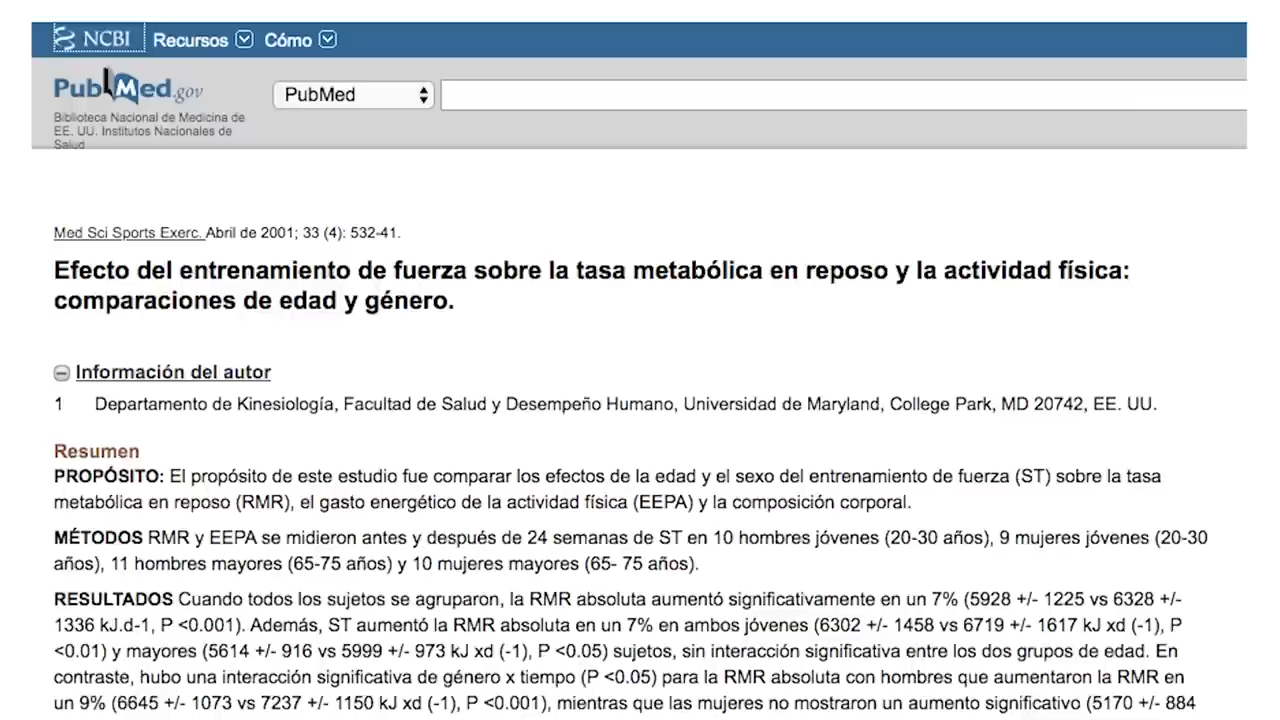 NCBI Recursos Cómo
PubMed.gov
PubMed
Biblioteca Nacional de Medicina de
EE. UU. Institutos Nacionales de
Salud
Med Sci Sports Exerc. Abril de 2001; 33 (4): 532-41.
Efecto del entrenamiento de fuerza sobre la tasa metabólica en reposo y la actividad física:
comparaciones de edad y género.
Información del autor
1 Departamento de Kinesiología, Facultad de Salud y Desempeño Humano, Universidad de Maryland, College Park, MD 20742, EE. UU.
Resumen
PROPÓSITO: El propósito de este estudio fue comparar los efectos de la edad y el sexo del entrenamiento de fuerza (ST) sobre la tasa
metabólica en reposo (RMR), el gasto energético de la actividad física (EEPA) y la composición corporal.
MÉTODOS RMR y EEPA se midieron antes y después de 24 semanas de ST en 10 hombres jóvenes (20-30 años), 9 mujeres jóvenes (20-30
años), 11 hombres mayores (65-75 años) y 10 mujeres mayores (65- 75 años).
RESULTADOS Cuando todos los sujetos se agruparon, la RMR absoluta aumentó significativamente en un 7% (5928 +/- 1225 vs 6328 +/-
1336 kJ.d-1, P <0.001). Además, ST aumentó la RMR absoluta en un 7% en ambos jóvenes (6302 +/- 1458 vs 6719 +/- 1617 kJ xd (-1), P
<0.01) y mayores (5614 +/- 916 vs 5999 +/- 973 kJ xd (-1), P <0.05) sujetos, sin interacción significativa entre los dos grupos de edad. En
contraste, hubo una interacción significativa de género x tiempo (P <0.05) para la RMR absoluta con hombres que aumentaron la RMR en
un 9% (6645 +/- 1073 vs 7237 +/- 1150 kJ xd (-1), P <0.001), mientras que las mujeres no mostraron un aumento significativo (5170 +/- 884